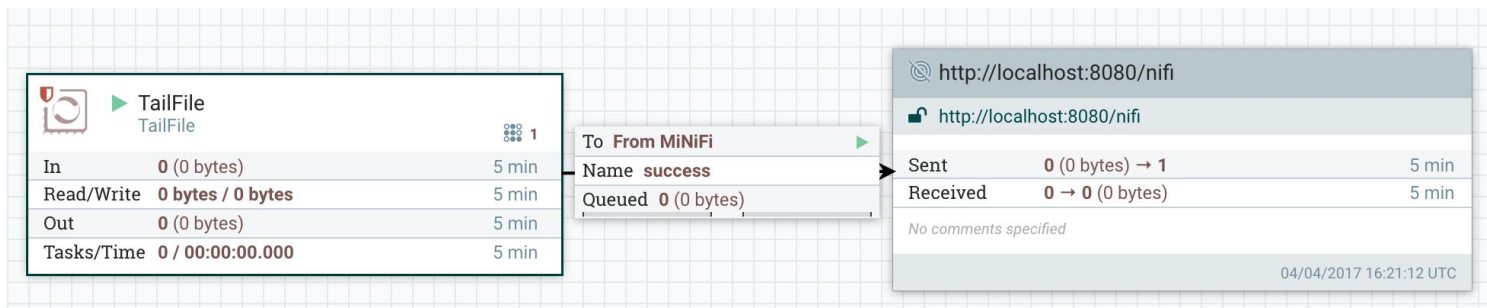 TailFile
TailFile
1
In 0 (0 bytes) 5 min
Read/Write 0 bytes / 0 bytes 5 min
Out 0 (0 bytes) 5 min
Tasks/Time 0 / 00:00:00.000 5 min
To From MiNiFi
Name success
Queued 0 (0 bytes)
http://localhost:8080/nifi
http://localhost:8080/nifi
Sent 0 (0 bytes) → 1 5 min
Received 0 → 0 (0 bytes) 5 min
No comments specified
04/04/2017 16:21:12 UTC